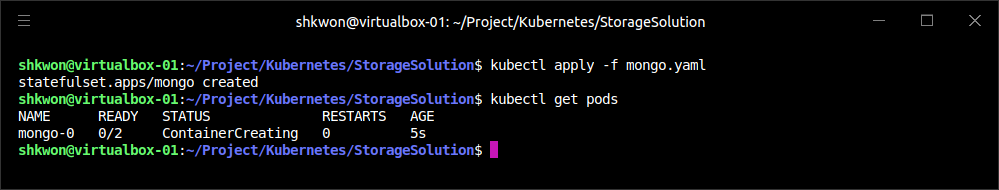 shkwon@virtualbox-01: ~/Project/Kubernetes/StorageSolution
shkwon@virtualbox-01:~/Project/Kubernetes/StorageSolution$ kubectl apply -f mongo.yaml
statefulset.apps/mongo created
shkwon@virtualbox-01:~/Project/Kubernetes/StorageSolution$ kubectl get pods
NAME      READY   STATUS              RESTARTS   AGE
mongo-0   0/2     ContainerCreating   0          5s
shkwon@virtualbox-01:~/Project/Kubernetes/StorageSolution$